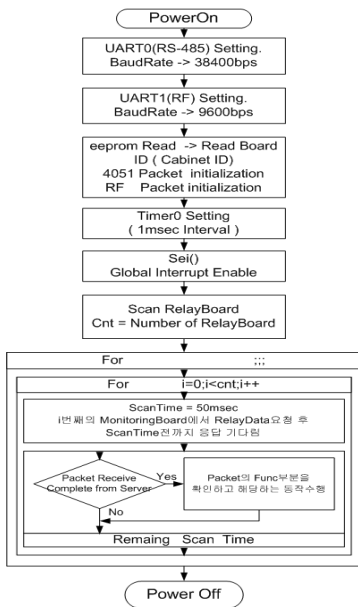 PowerOn
UART0(RS-485) Setting.
BaudRate -> 38400bps
UART1(RF) Setting.
BaudRate -> 9600bps
eeprom Read -> Read Board
ID ( Cabinet ID)
4051 Packet initialization
RF Packet initialization
Timer0 Setting
( 1msec Interval )
Sei()
Global Interrupt Enable
Scan RelayBoard
Cnt = Number of RelayBoard
For ;;;
For i=0;i<cnt;i++
ScanTime = 50msec
i번째의 MonitoringBoard에서 RelayData요청 후
ScanTime전까지 응답 기다림
Packet Receive
Complete from Server
Yes
Packet의 Func부분을
확인하고 해당하는 동작수행
No
Remaing Scan Time
Power Off